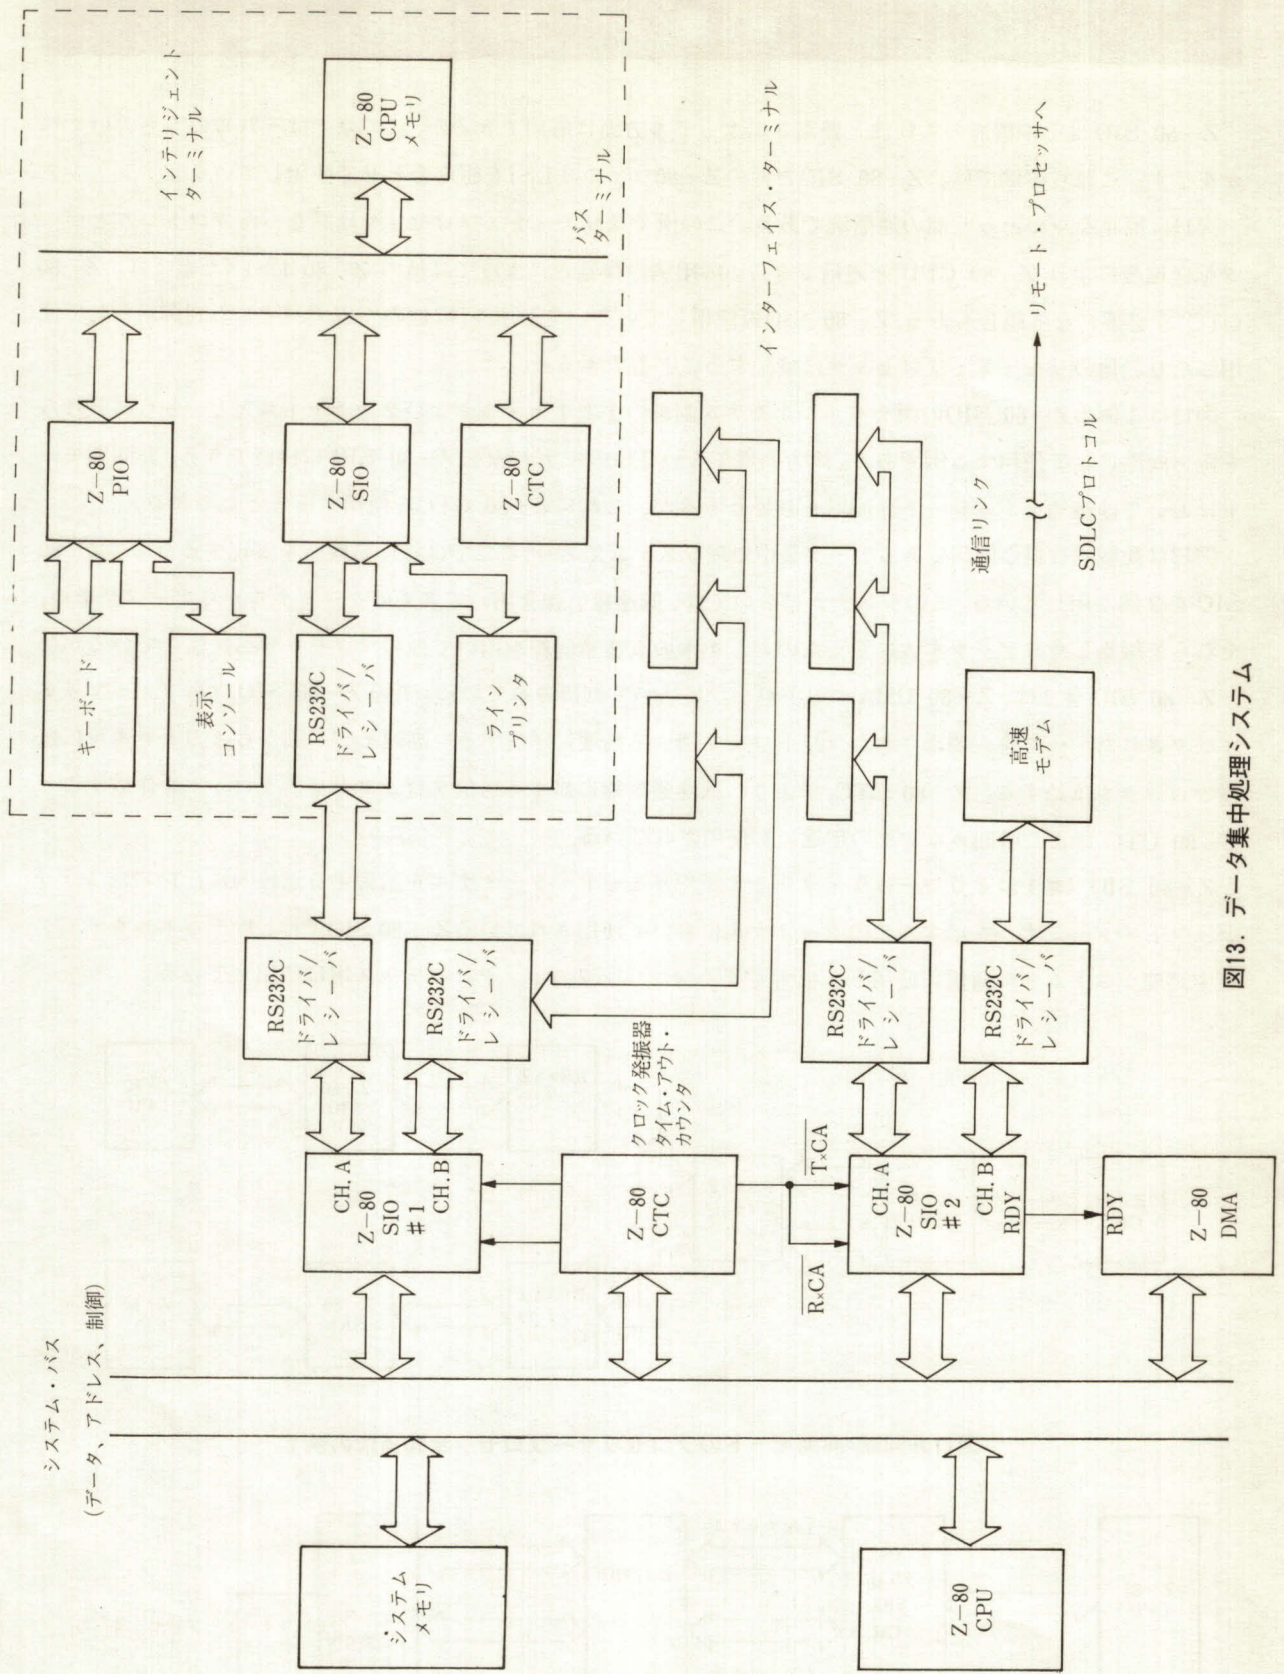 システム・バス
(データ、アドレス、制御)
システム
メモリ
Z-80
CPU
CH. A
Z-80
SIO
#1
CH. B
Z-80
CTC
クロック発振器
タイム・アウト・
カウンタ
RxCA
TxCA
CH. A
Z-80
SIO
#2
CH. B
RDY
RDY
Z-80
DMA
RS232C
ドライバ/
レシーバ
RS232C
ドライバ/
レシーバ
RS232C
ドライバ/
レシーバ
RS232C
ドライバ/
レシーバ
キーボード
表示
コンソール
RS232C
ドライバ/
レシーバ
ライン
プリンタ
Z-80
PIO
Z-80
SIO
Z-80
CTC
インテリジェント
ターミナル
Z-80
CPU
メモリ
バス
ターミナル
インターフェイス・ターミナル
高速
モデム
通信リンク
SDLCプロトコル
リモート・プロセッサへ
図13. データ集中処理システム